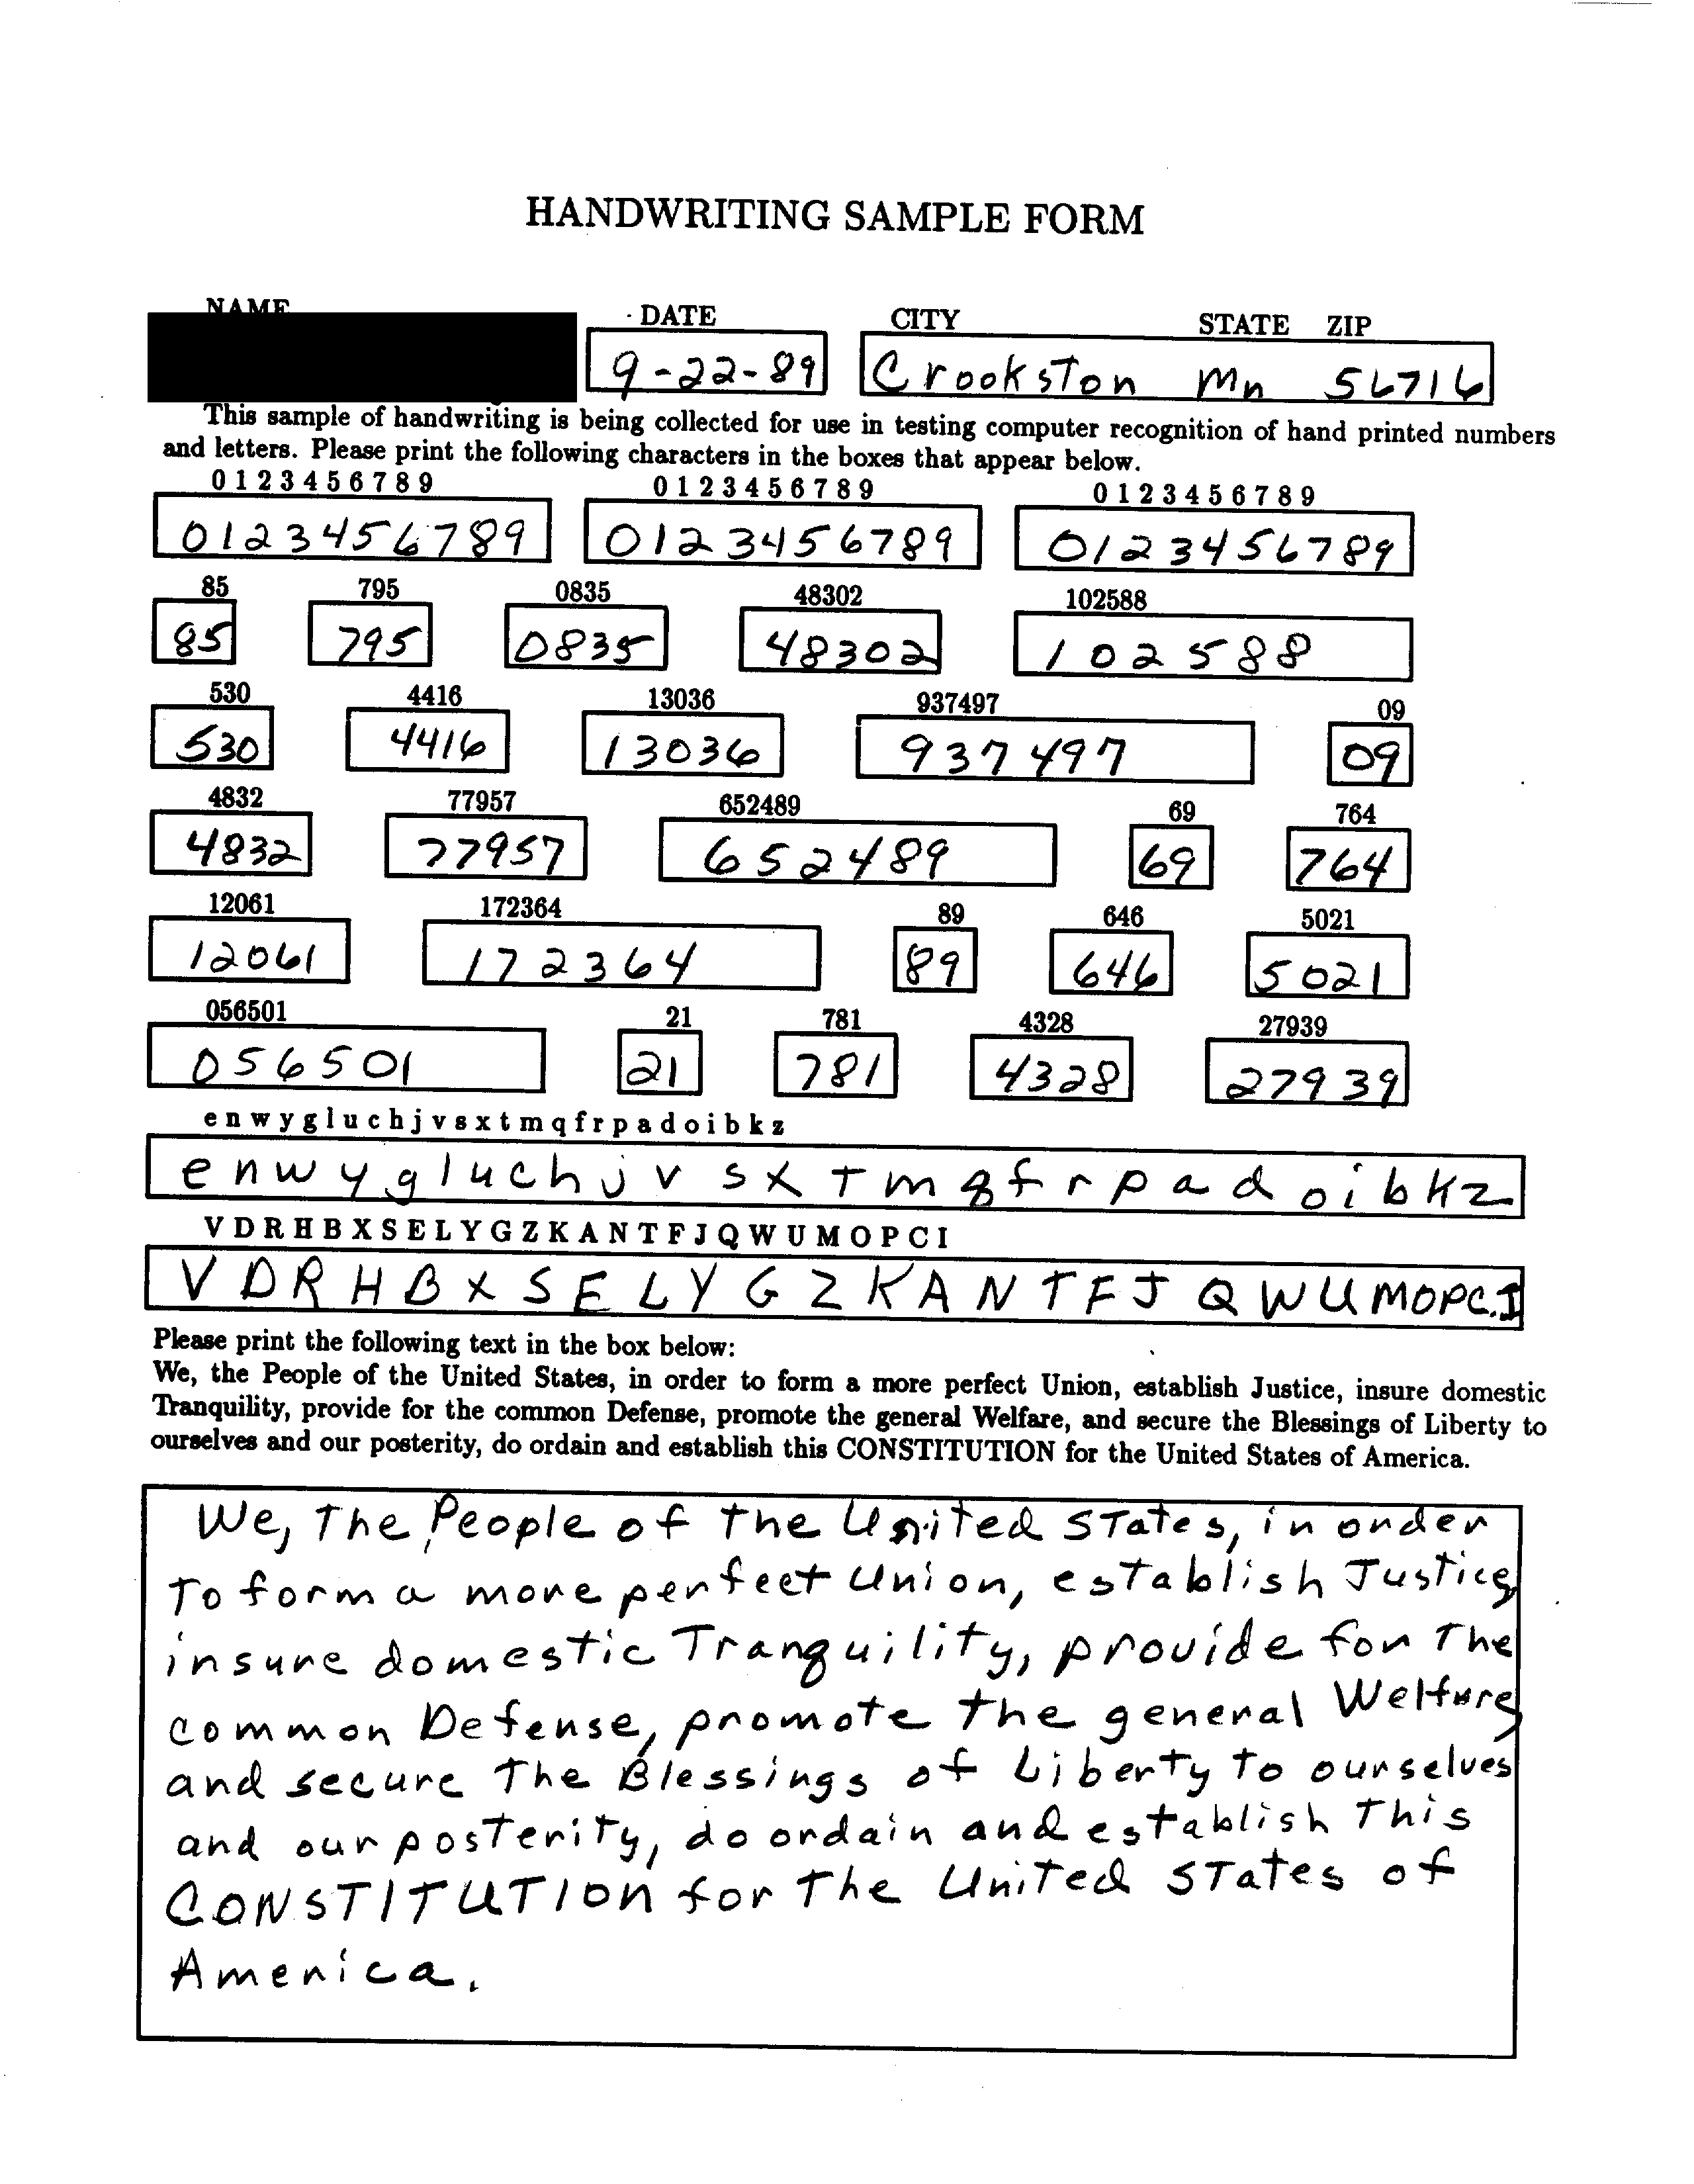 HANDWRITING SAMPLE FORM
NAME DATE CITY STATE ZIP
9-22-89 Crookston Mn 56716
This sample of handwriting is being collected for use in testing computer recognition of hand printed numbers
and letters. Please print the following characters in the boxes that appear below.
0 1 2 3 4 5 6 7 8 9 0 1 2 3 4 5 6 7 8 9 0 1 2 3 4 5 6 7 8 9
0123456789 0123456789 0123456789
85 795 0835 48302 102588
85 795 0835 48302 102588
530 4416 13036 937497 09
530 4416 13036 937497 09
4832 77957 652489 69 764
4832 77957 652489 69 764
12061 172364 89 646 5021
12061 172364 89 646 5021
056501 21 781 4328 27939
056501 21 781 4328 27939
e n w y g l u c h j v s x t m q f r p a d o i b k z
e n w y g l u c h j v s x t m q f r p a d o i b k z
V D R H B X S E L Y G Z K A N T F J Q W U M O P C I
V D R H B X S E L Y G Z K A N T F J Q W U M O P C . I
Please print the following text in the box below:
We, the People of the United States, in order to form a more perfect Union, establish Justice, insure domestic
Tranquility, provide for the common Defense, promote the general Welfare, and secure the Blessings of Liberty to
ourselves and our posterity, do ordain and establish this CONSTITUTION for the United States of America.
We, The People of the United States, in order
To form a more perfect Union, establish Justice,
insure domestic Tranquility, provide for The
common Defense, promote the general Welfare,
and secure The Blessings of Liberty To ourselves
and our posterity, do ordain and establish This
CONSTITUTION for The United States of
America.